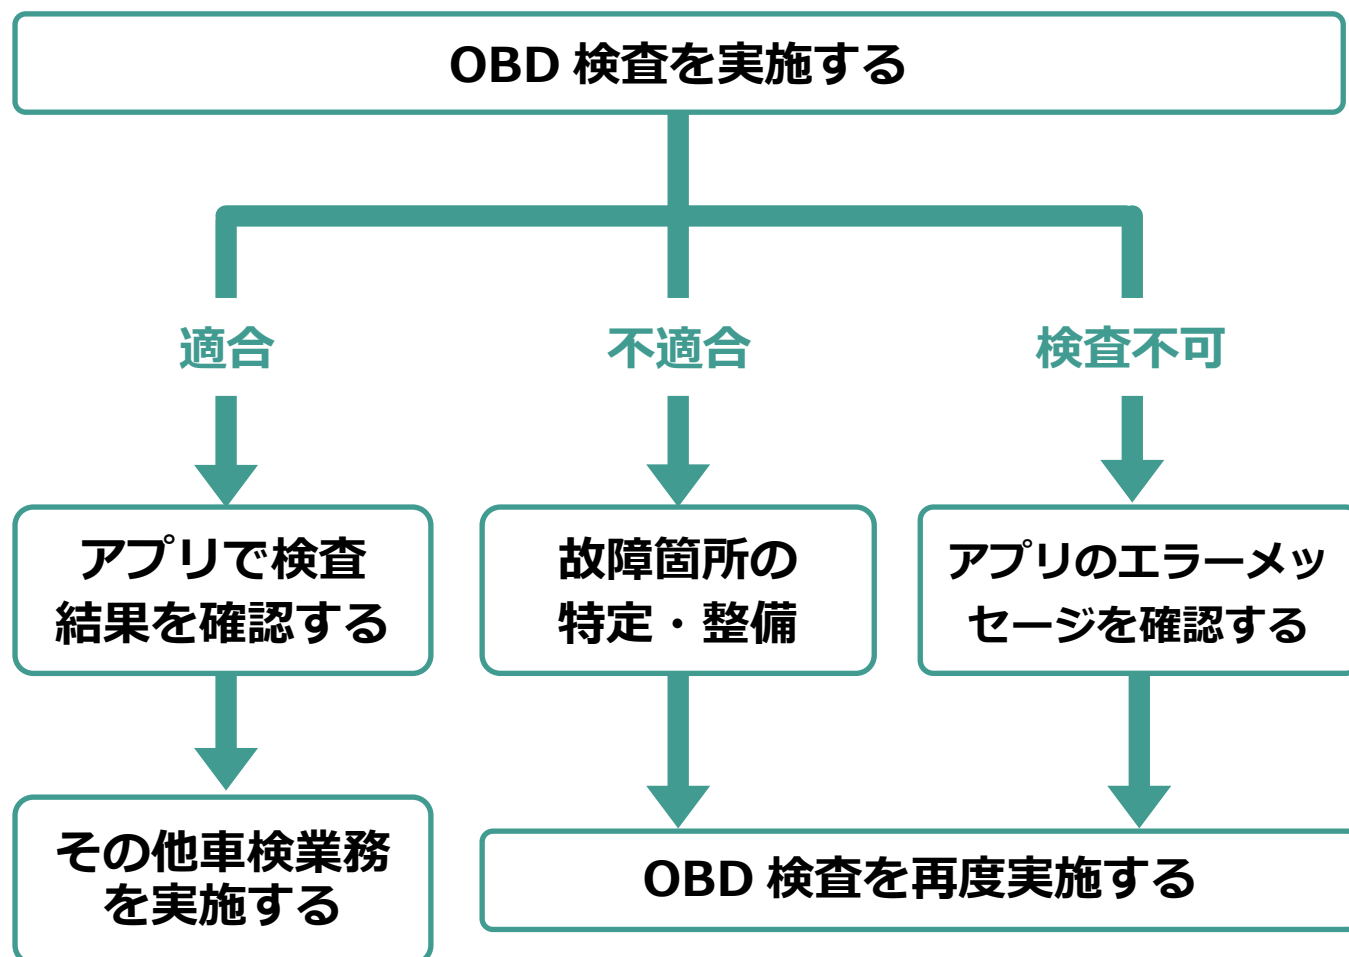 OBD 検査を実施する
適合
不適合
検査不可
アプリで検査
結果を確認する
故障箇所の
特定・整備
アプリのエラーメッ
セージを確認する
その他車検業務
を実施する
OBD 検査を再度実施する